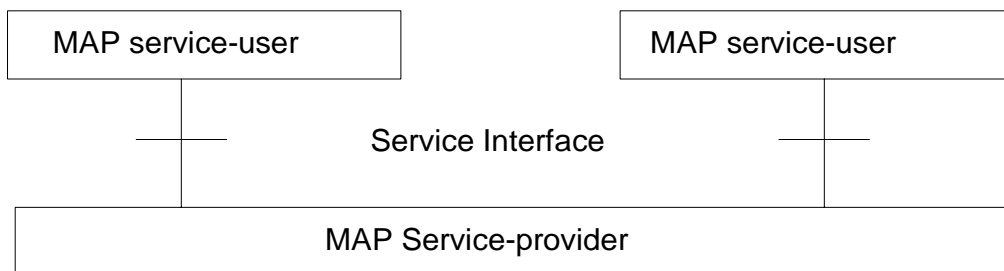 MAP service-user
MAP service-user
Service Interface
MAP Service-provider